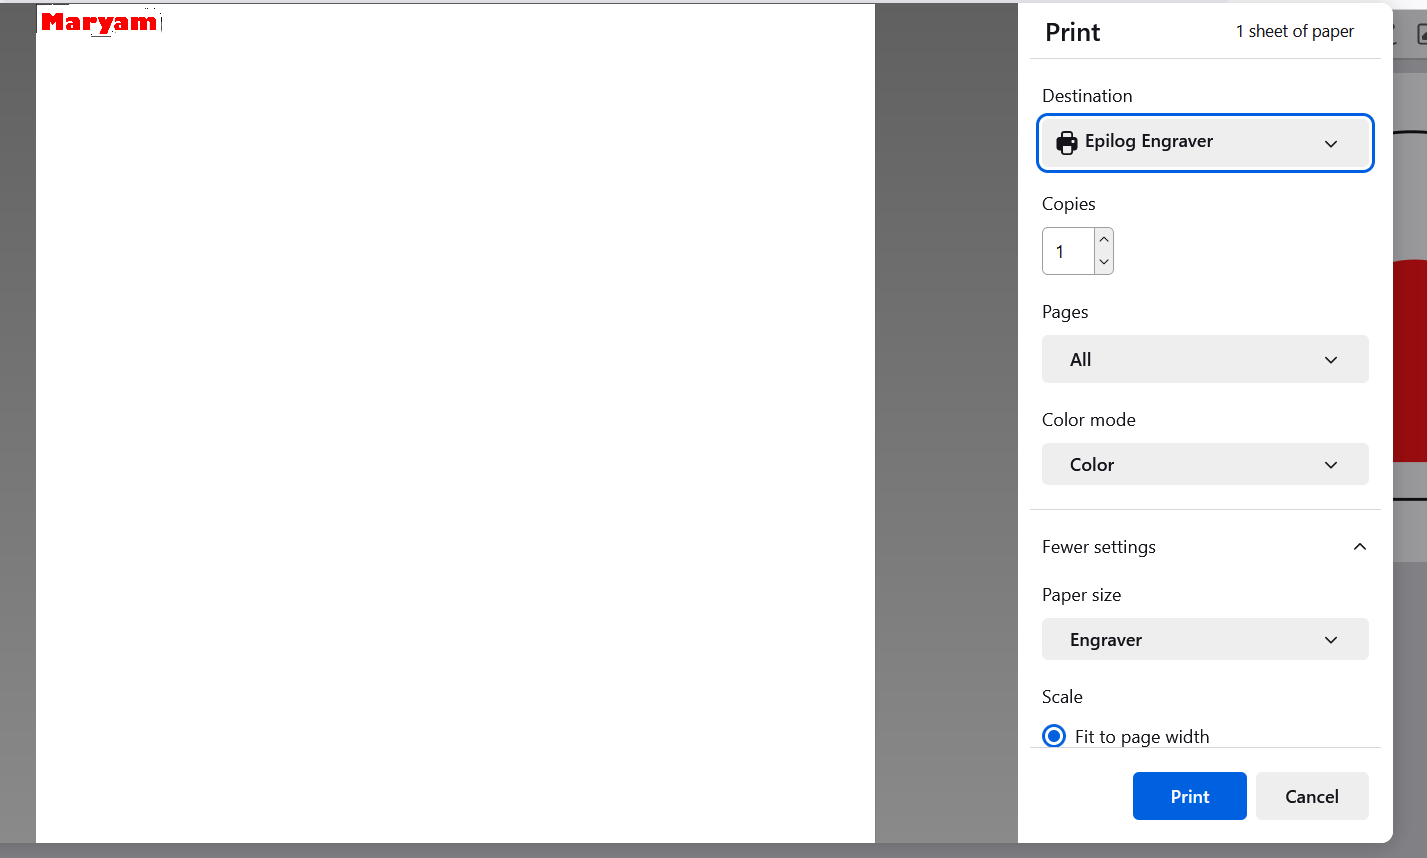 Maryam
Print
1 sheet of paper
Destination
Epilog Engraver
Copies
1
Pages
All
Color mode
Color
Fewer settings
Paper size
Engraver
Scale
Fit to page width
Print
Cancel